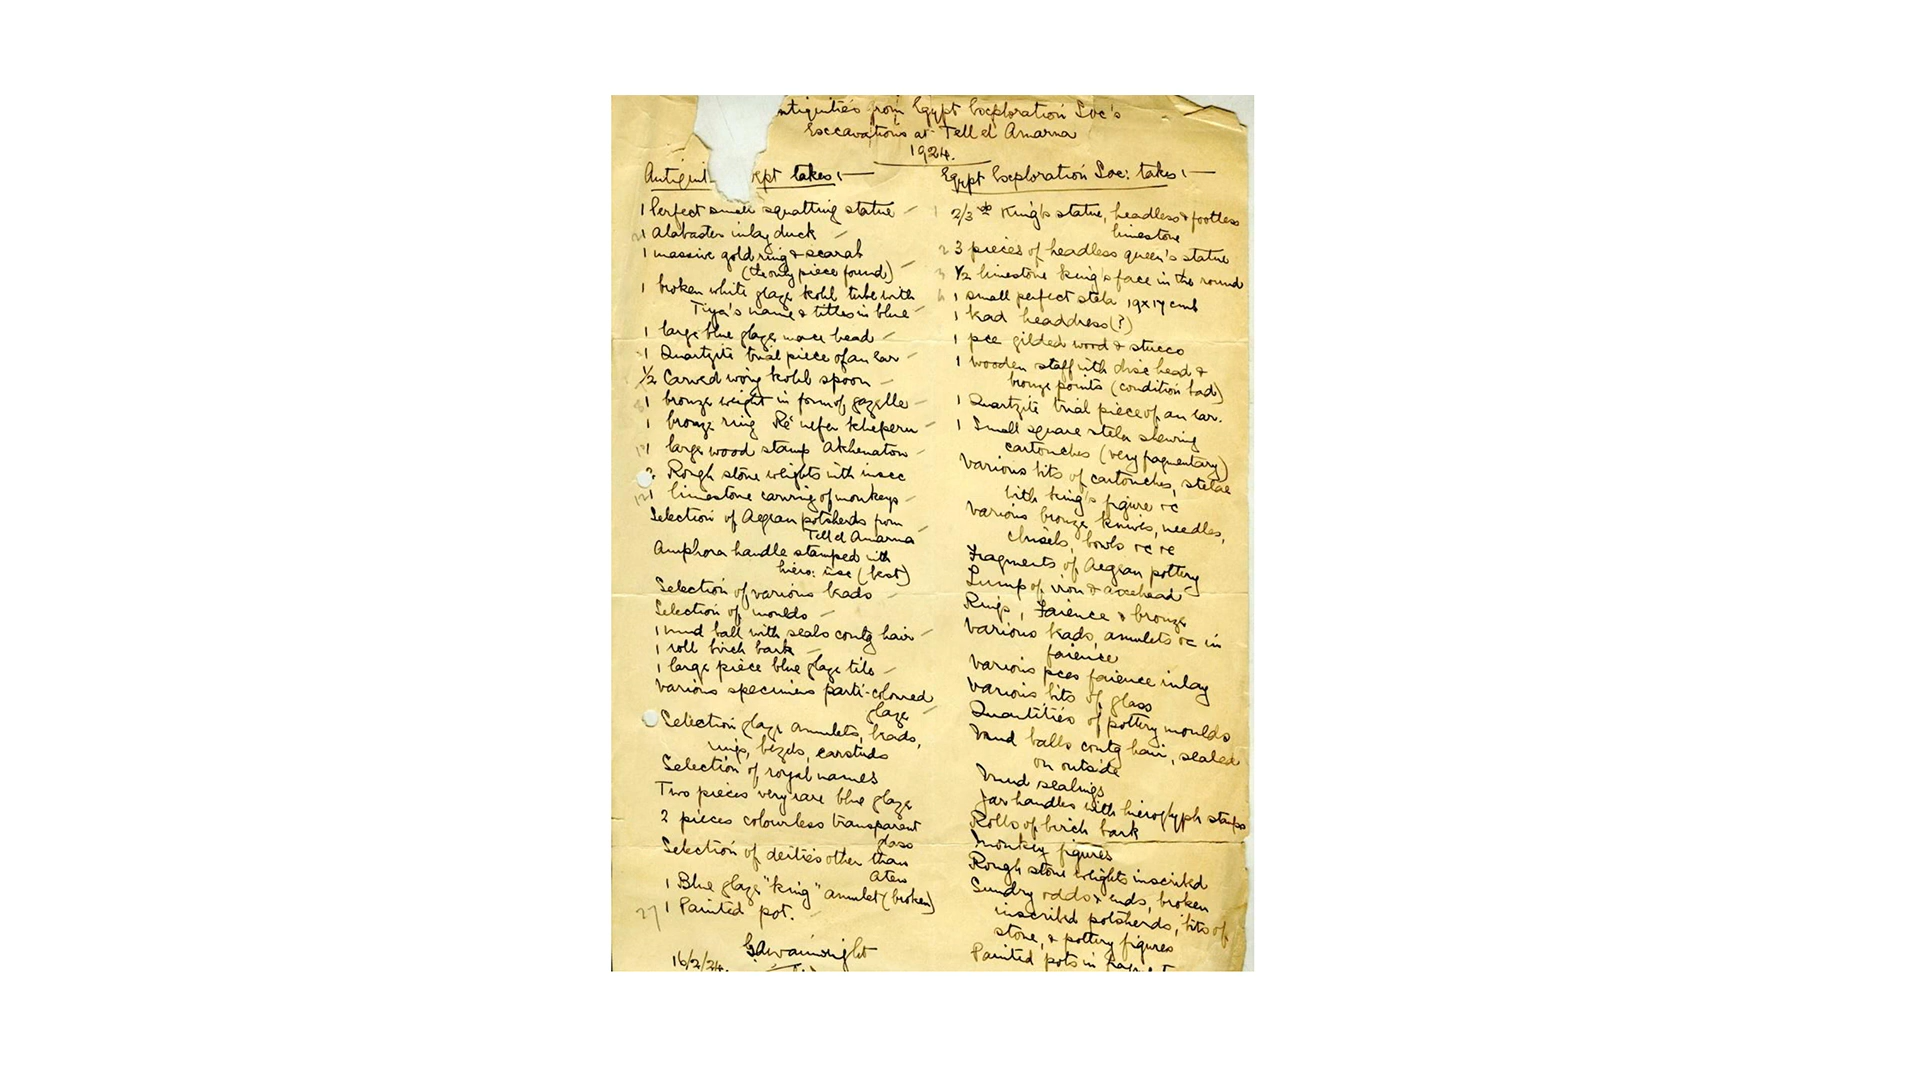 ntiquities from Egypt Exploration Soc's
Excavations at Tell el Amarna
1924.
Antiquit ept takes :—
1 Perfect small squatting statue
1 Alabaster inlay duck
1 massive gold ring & scarab
(the only piece found)
1 broken white glaze kohl tube with
Tiya's name & titles in blue
1 large blue glaze mace head
1 Quartzite trial piece of an ear
1/2 Carved ivory kohl spoon
1 bronze weight in form of gazelle
1 bronze ring Re nefer kheperu
1 large wood stamp Akhenaton
2 Rough stone weights with inscr
1 limestone carving of monkeys
Selection of Aegean potsherds from
Tell el Amarna
Amphora handle stamped with
hiero:
Selection of various beads
Selection of moulds
1 mud ball with seals contg hair
1 roll birch bark
1 large piece blue glaze tile
Various specimens parti-coloured
glaze
Selection glaze amulets, beads,
rings, bezels, earstuds
Selection of royal names
Two pieces very rare blue glaze
2 pieces colourless transparent
glass
Selection of deities other than
Aten
1 Blue glaze "king" amulet (broken)
27 1 Painted pot.
GAWainwright
16/2/24.
Egypt Exploration Soc: takes :—
1 2/3 rds King's statue, headless & footless
limestone
2 3 pieces of headless queen's statue
3 1/2 limestone king's face in the round
1 small perfect stela 19x17 cms
1 bead headdress (?)
1 pce gilded wood & stucco
1 wooden staff with disc head &
bronze points (condition bad)
1 Quartzite trial piece of an ear.
1 Small square stela showing
cartouches (very fragmentary)
Various bits of cartouches, stelae
with king's figure &c
Various bronze knives, needles,
chisels, bowls &c &c
Fragments of Aegean pottery
Lump of iron & axehead
Rings, faience & bronze
Various beads, amulets &c in
faience
Various pces faience inlay
Various bits of glass
Quantities of pottery moulds
Mud balls contg hair, sealed
on outside
Mud sealings
Jar handles with hieroglyph stamps
Rolls of birch bark
Monkey figures
Rough stone weights inscribed
Sundry odds & ends, broken
inscribed potsherds, bits of
stone, & pottery figures
Painted pots in